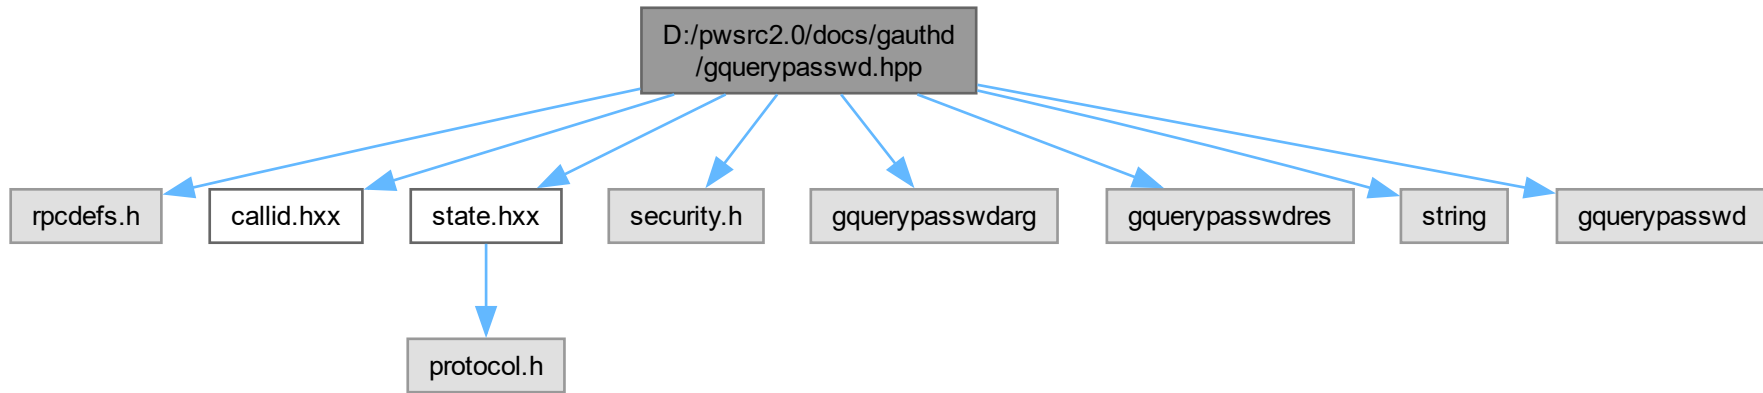 D:/pwsrc2.0/docs/gauthd
/gquerypasswd.hpp
rpcdefs.h
callid.hxx
state.hxx
security.h
gquerypasswdarg
gquerypasswdres
string
gquerypasswd
protocol.h